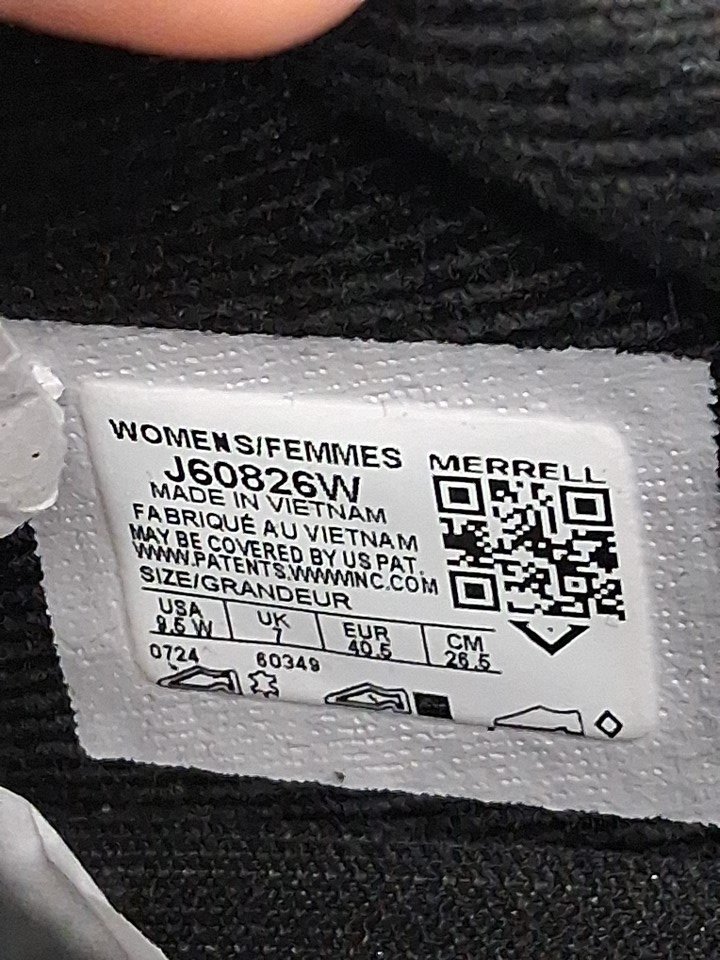 WOMENS/FEMMES
J60826W
MADE IN VIETNAM
FABRIQUÉ AU VIETNAM
MAY BE COVERED BY US PAT.
WWW.PATENTS.WWWINC.COM
SIZE/GRANDEUR
USA UK EUR CM
9.5 W 7 40.5 26.5
0724 60349
MERRELL